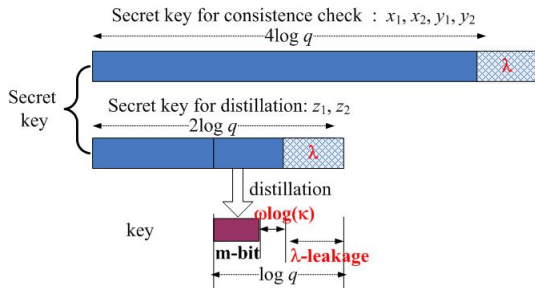 Secret key for consistence check : x₁, x₂, y₁, y₂
4log q
λ
Secret key
Secret key for distillation: z₁, z₂
2log q
λ
distillation
ωlog(κ)
key
m-bit
λ-leakage
log q